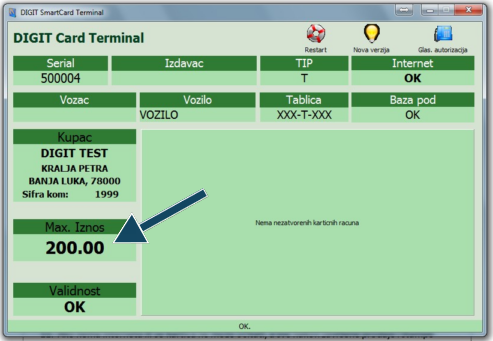 DIGIT SmartCard Terminal
DIGIT Card Terminal
Restart
Nova verzija
Glas. autorizacija
Serial
Izdavac
TIP
Internet
500004
T
OK
Vozac
Vozilo
Tablica
Baza pod
VOZILO
XXX-T-XXX
OK
Kupac
DIGIT TEST
KRALJA PETRA
BANJA LUKA, 78000
Sifra kom: 1999
Nema nezatvorenih karticnih racuna
Max. Iznos
200.00
Validnost
OK
OK.